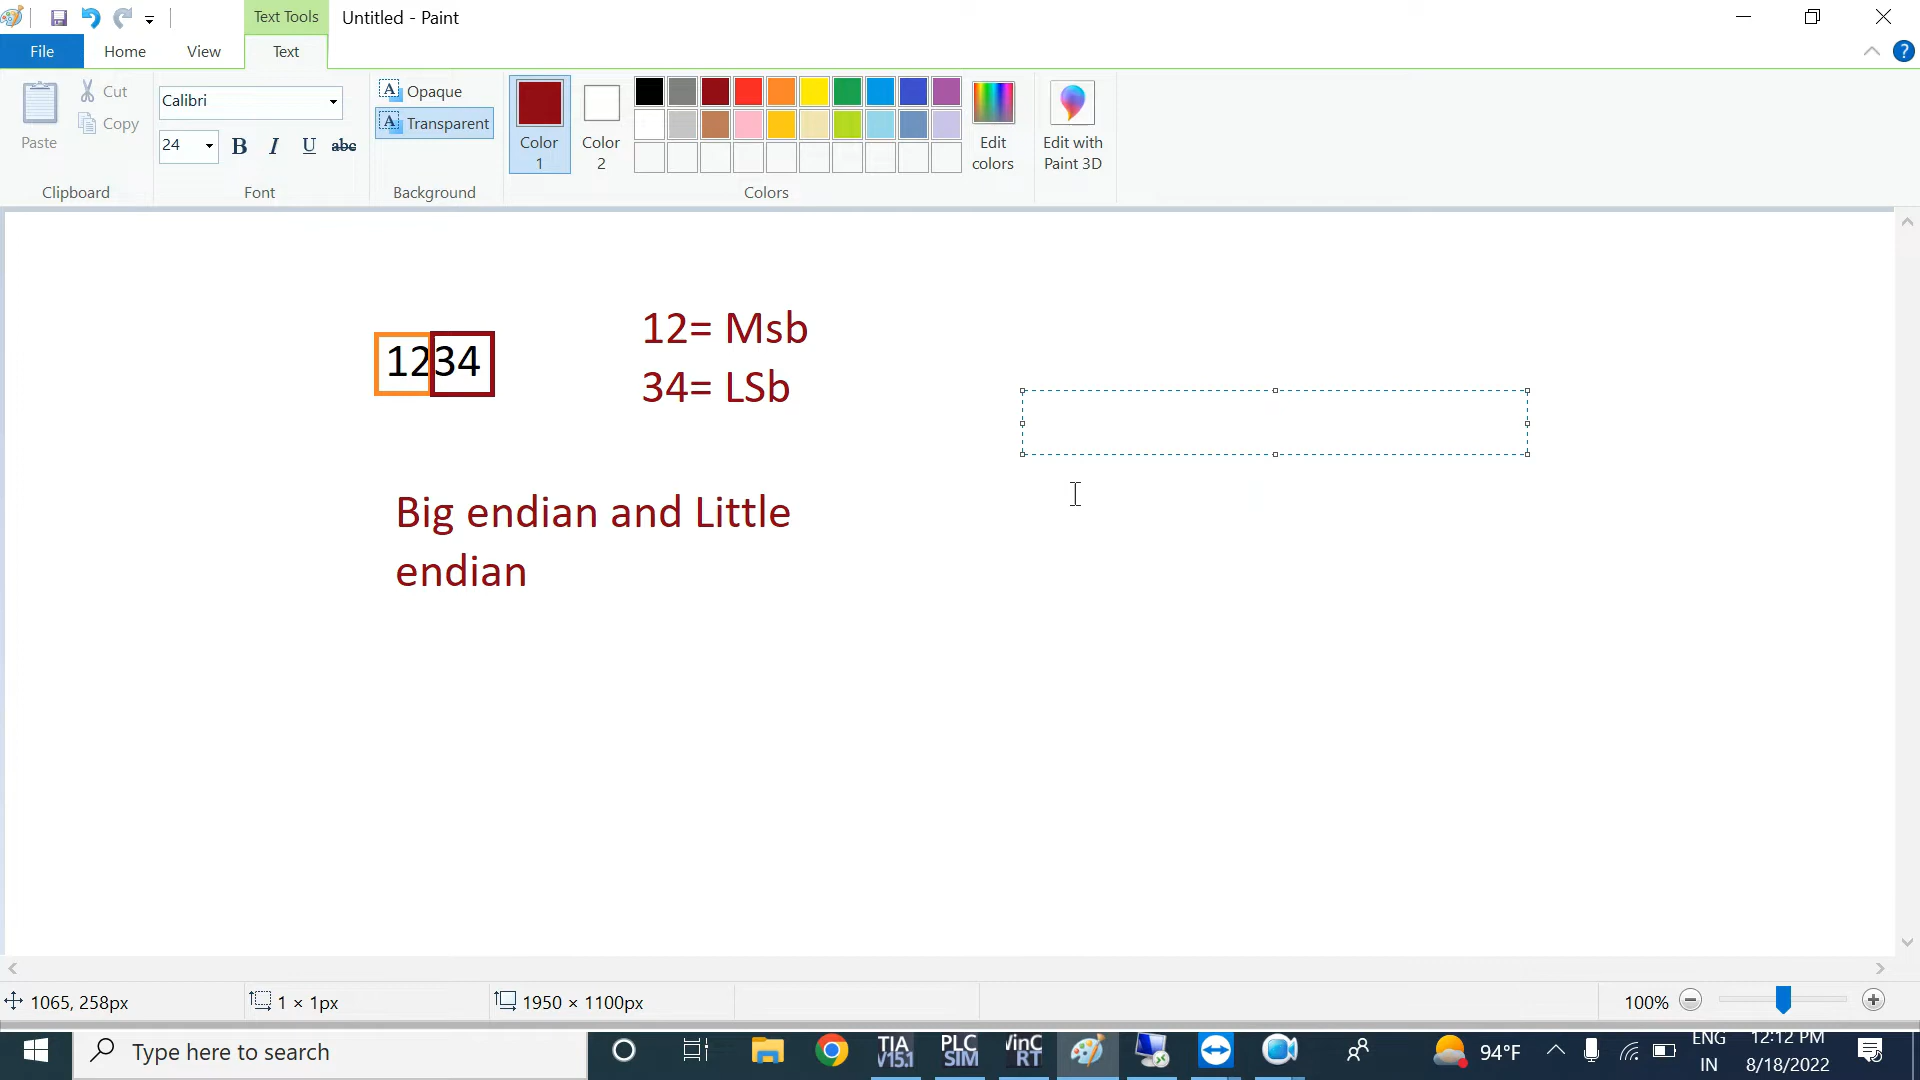 Text Tools
Untitled - Paint
File
Home
View
Text
Paste
Cut
Copy
Clipboard
Calibri
24
B
I
U
abc
Font
A Opaque
A Transparent
Background
Color
1
Color
2
Edit
colors
Colors
Edit with
Paint 3D
1234
12= Msb
34= LSb
Big endian and Little
endian
1065, 258px
1 × 1px
1950 × 1100px
100%
Type here to search
TIA
V15.1
PLC
SIM
WinC
RT
94°F
ENG
IN
12:12 PM
8/18/2022